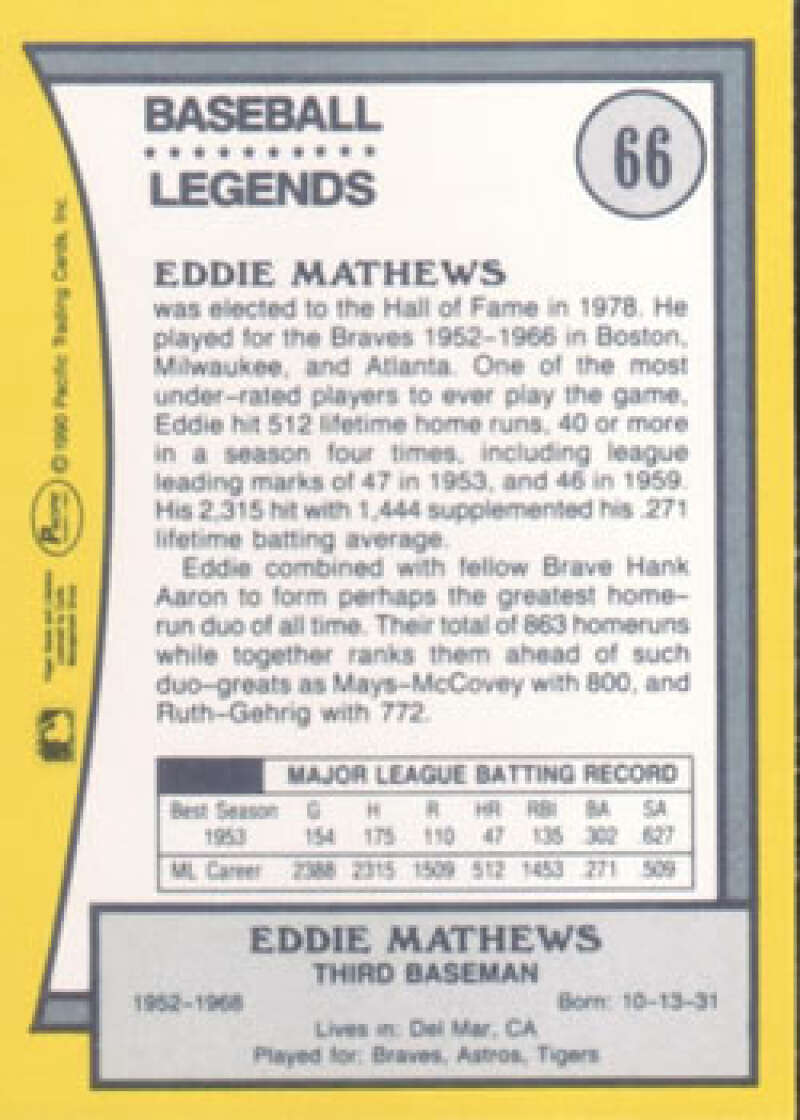 BASEBALL
LEGENDS
66
EDDIE MATHEWS
was elected to the Hall of Fame in 1978. He
played for the Braves 1952-1966 in Boston,
Milwaukee, and Atlanta. One of the most
under-rated players to ever play the game,
Eddie hit 512 lifetime home runs, 40 or more
in a season four times, including league
leading marks of 47 in 1953, and 46 in 1959.
His 2,315 hit with 1,444 supplemented his .271
lifetime batting average.
Eddie combined with fellow Brave Hank
Aaron to form perhaps the greatest home-
run duo of all time. Their total of 863 homeruns
while together ranks them ahead of such
duo-greats as Mays-McCovey with 800, and
Ruth-Gehrig with 772.
MAJOR LEAGUE BATTING RECORD
Best Season G H R HR RBI BA SA
1953 154 175 110 47 135 .302 .627
ML Career 2388 2315 1509 512 1453 .271 .509
EDDIE MATHEWS
THIRD BASEMAN
1952-1968 Born: 10-13-31
Lives in: Del Mar, CA
Played for: Braves, Astros, Tigers
© 1990 Pacific Trading Cards, Inc.
PACIFIC